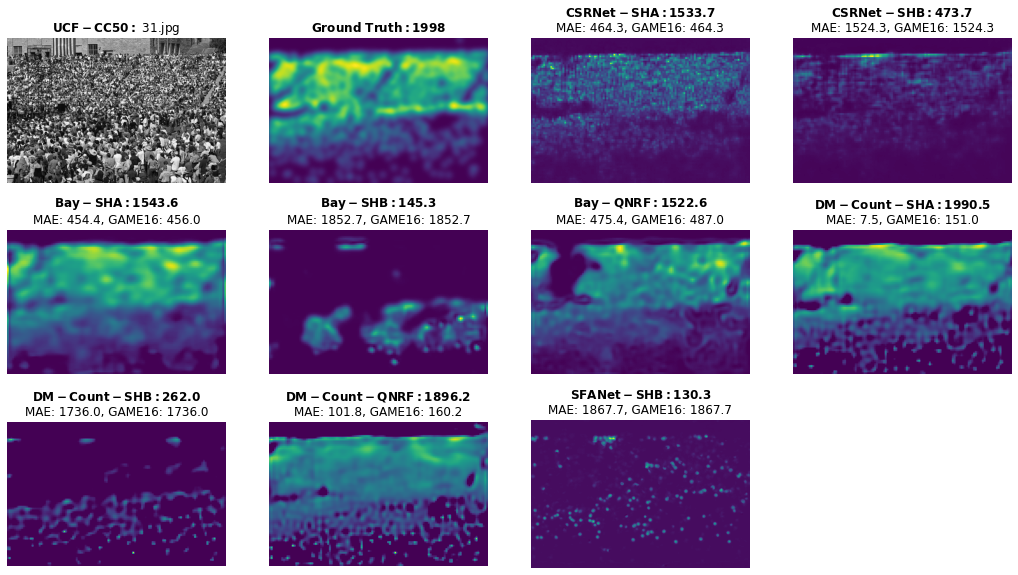 UCF − CC50 : 31.jpg
Ground Truth : 1998
CSRNet − SHA : 1533.7
MAE: 464.3, GAME16: 464.3
CSRNet − SHB : 473.7
MAE: 1524.3, GAME16: 1524.3
Bay − SHA : 1543.6
MAE: 454.4, GAME16: 456.0
Bay − SHB : 145.3
MAE: 1852.7, GAME16: 1852.7
Bay − QNRF : 1522.6
MAE: 475.4, GAME16: 487.0
DM − Count − SHA : 1990.5
MAE: 7.5, GAME16: 151.0
DM − Count − SHB : 262.0
MAE: 1736.0, GAME16: 1736.0
DM − Count − QNRF : 1896.2
MAE: 101.8, GAME16: 160.2
SFANet − SHB : 130.3
MAE: 1867.7, GAME16: 1867.7